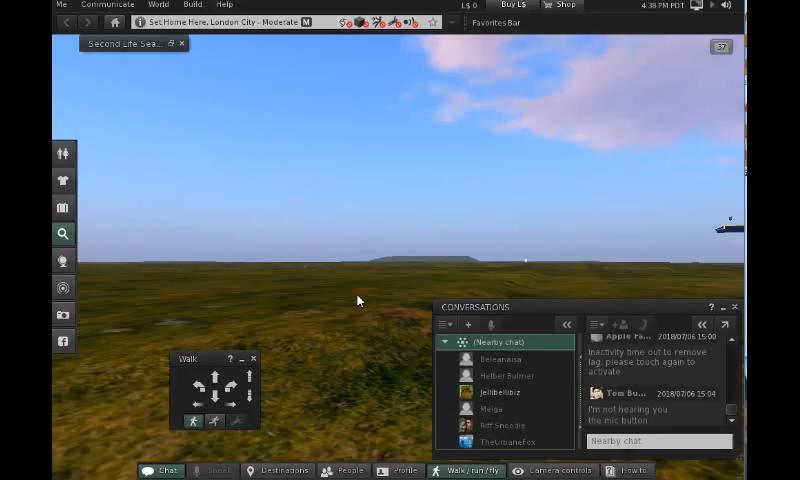 Me Communicate World Build Help L$ 0 Buy L$ Shop 4:38 PM PDT
Set Home Here, London City - Moderate M Favorites Bar
Second Life Sea...
37
CONVERSATIONS ?
(Nearby chat)
Beleanaisa
Helber Bulmer
Jellibellibiz
Meiga
Riff Snoodle
TheUrbaneFox
Apple Fa... 2018/07/06 15:00
Inactivity time out to remove
lag, please touch again to
activate
Tom Bu... 2018/07/06 15:04
I'm not hearing you
the mic button
Nearby chat
Walk ?
Chat Speak Destinations People Profile Walk / run / fly Camera controls How to